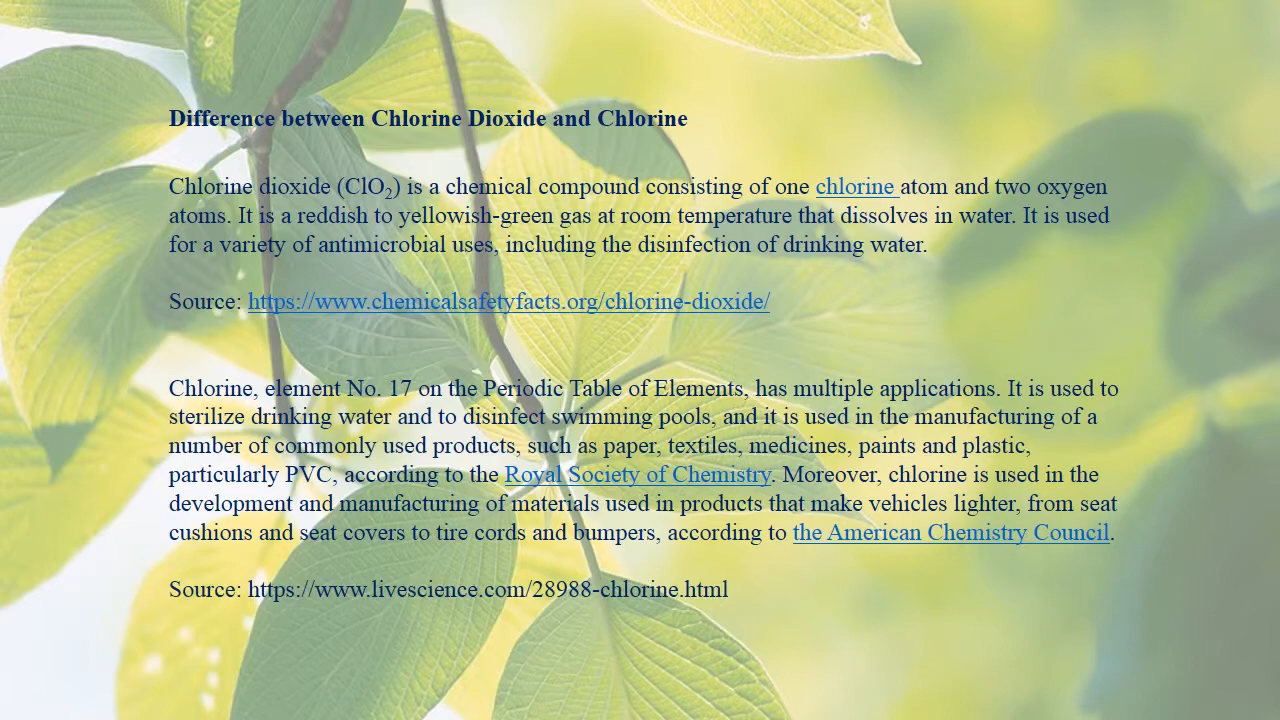 Difference between Chlorine Dioxide and Chlorine
Chlorine dioxide (ClO₂) is a chemical compound consisting of one chlorine atom and two oxygen
atoms. It is a reddish to yellowish-green gas at room temperature that dissolves in water. It is used
for a variety of antimicrobial uses, including the disinfection of drinking water.
Source: https://www.chemicalsafetyfacts.org/chlorine-dioxide/
Chlorine, element No. 17 on the Periodic Table of Elements, has multiple applications. It is used to
sterilize drinking water and to disinfect swimming pools, and it is used in the manufacturing of a
number of commonly used products, such as paper, textiles, medicines, paints and plastic,
particularly PVC, according to the Royal Society of Chemistry. Moreover, chlorine is used in the
development and manufacturing of materials used in products that make vehicles lighter, from seat
cushions and seat covers to tire cords and bumpers, according to the American Chemistry Council.
Source: https://www.livescience.com/28988-chlorine.html